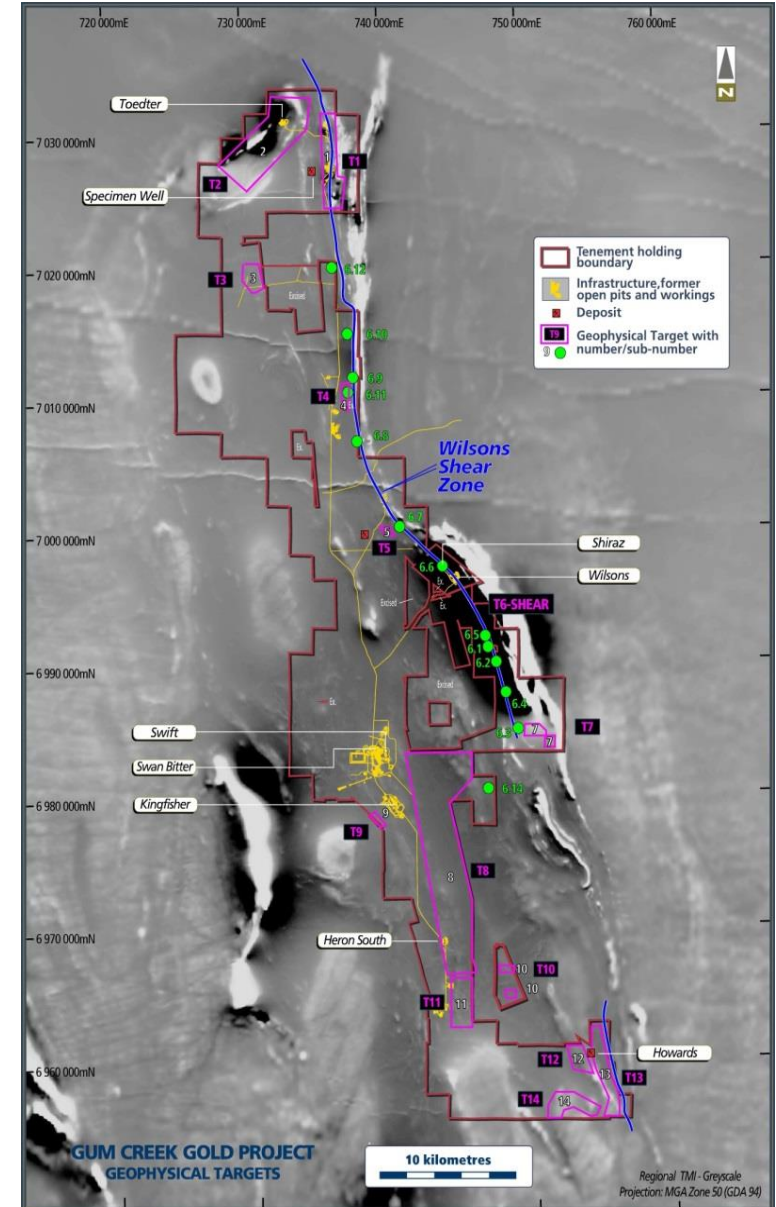 720 000mE
730 000mE
740 000mE
750 000mE
760 000mE
N
Toedter
7 030 000mN
2
1
T1
T2
Specimen Well
7 020 000mN
T3
3
6.12
Excised
Tenement holding
boundary
Infrastructure,former
open pits and workings
Deposit
T9
Geophysical Target with
9
number/sub-number
6.10
6.9
T4
6.11
4
7 010 000mN
6.8
Ex.
Wilsons
Shear
Zone
6.7
5
7 000 000mN
T5
Shiraz
6.6
Wilsons
Ex.
Excised
Ex.
T6-SHEAR
6.5
6.1
6.2
6 990 000mN
Excised
Ex.
6.4
6.3
7
T7
7
Swift
Swan Bitter
6.14
6 980 000mN
Kingfisher
9
T9
8
T8
6 970 000mN
Heron South
10
T10
10
T11
11
6 960 000mN
T12
12
Howards
13
T13
T14
14
GUM CREEK GOLD PROJECT
GEOPHYSICAL TARGETS
10 kilometres
Regional TMI - Greyscale
Projection: MGA Zone 50 (GDA 94)